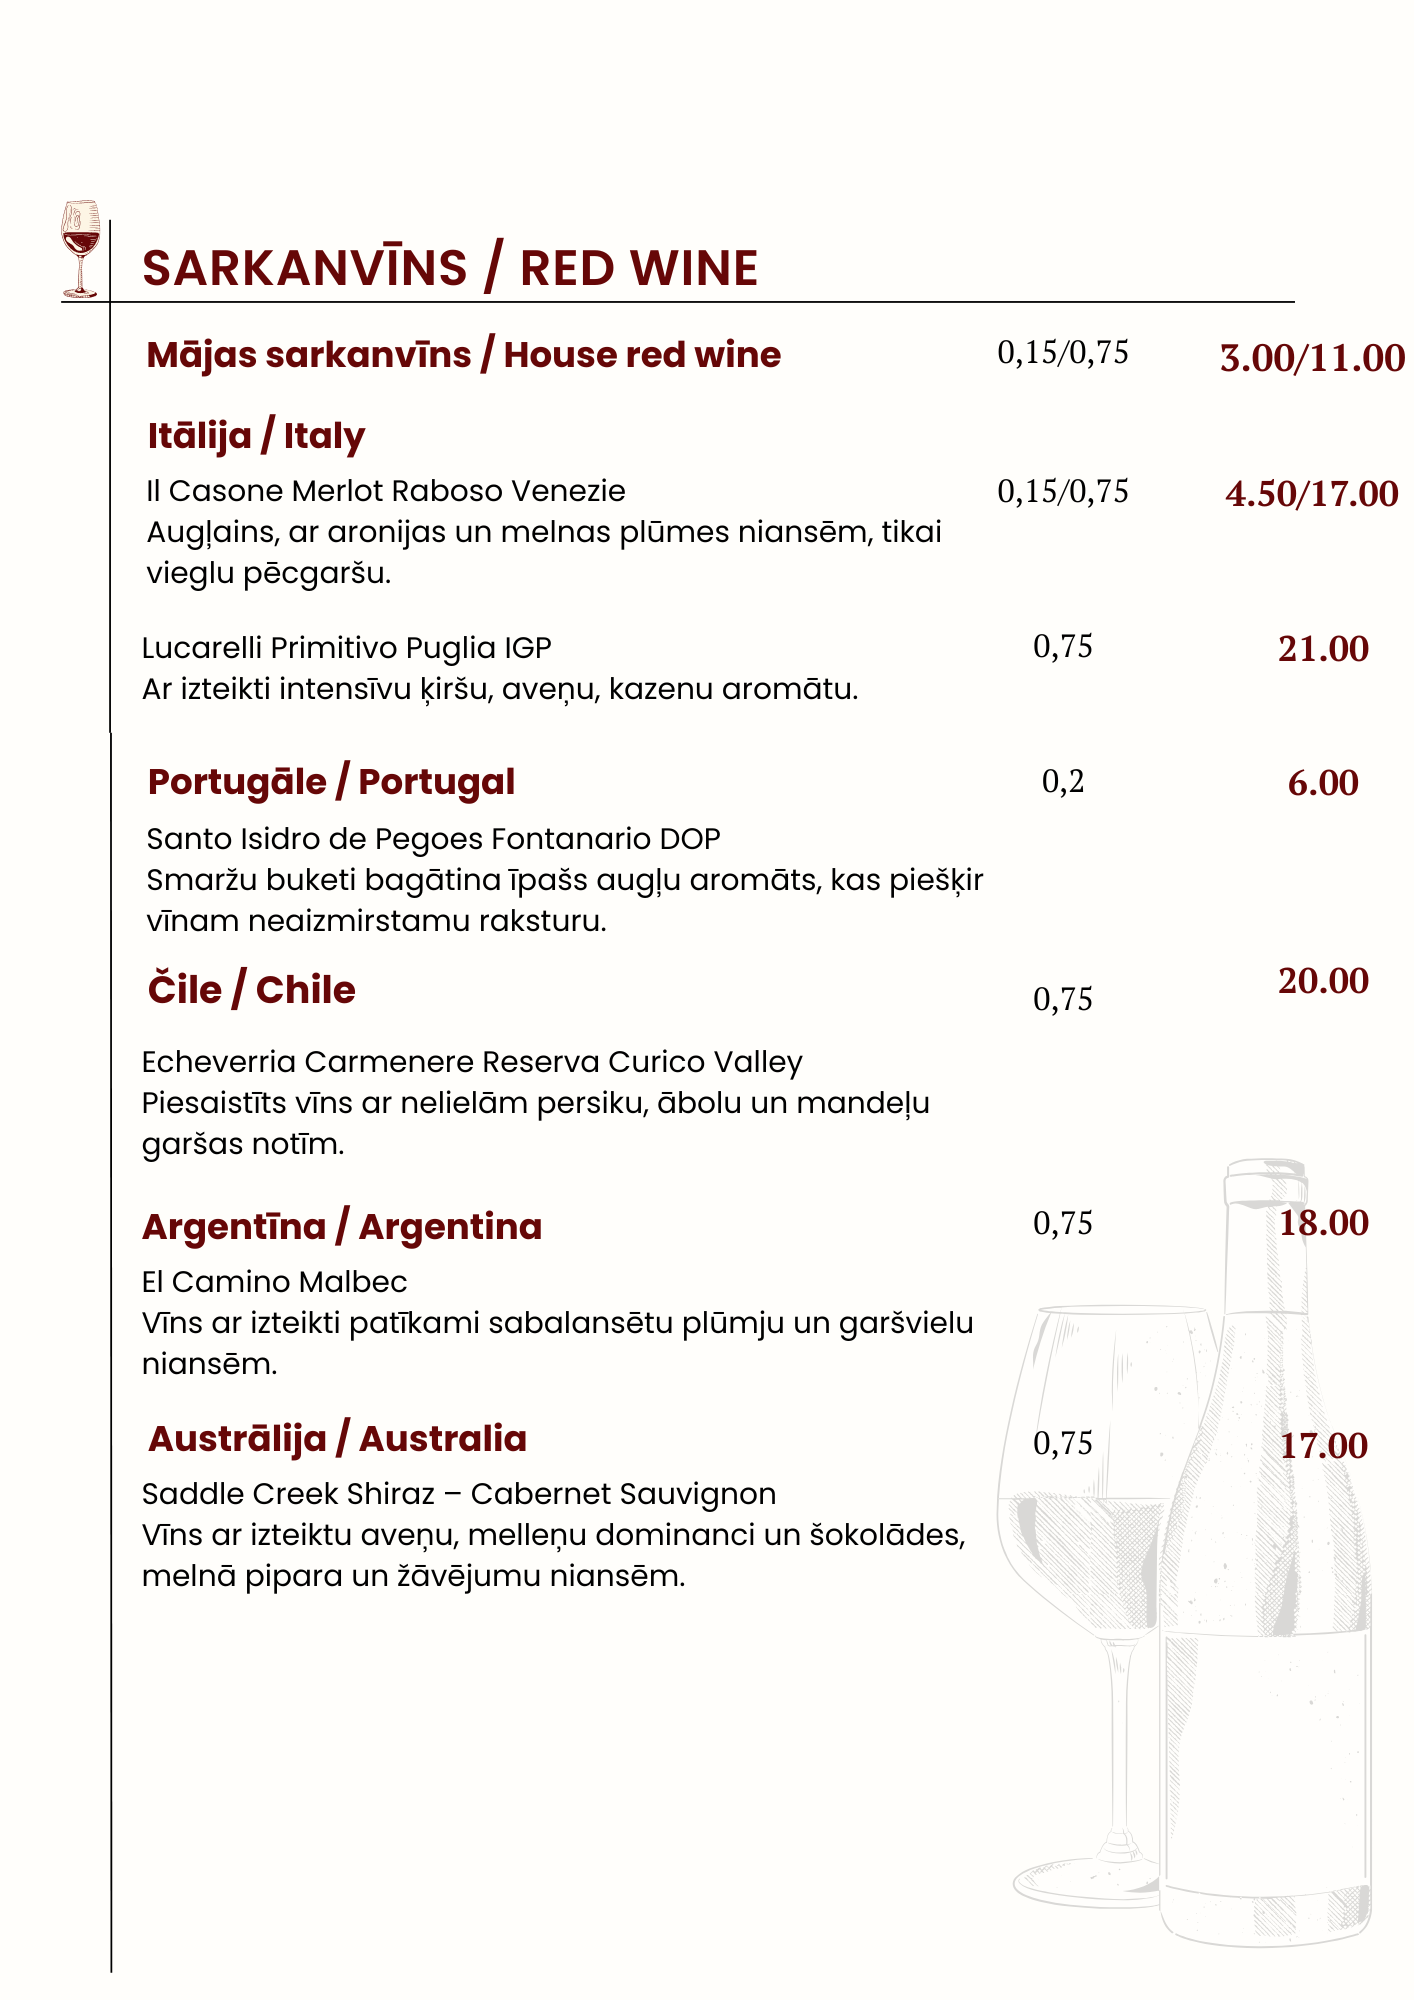 SARKANVĪNS / RED WINE
Mājas sarkanvīns / House red wine 0,15/0,75 3.00/11.00
Itālija / Italy
Il Casone Merlot Raboso Venezie 0,15/0,75 4.50/17.00
Augļains, ar aronijas un melnas plūmes niansēm, tikai
vieglu pēcgaršu.
Lucarelli Primitivo Puglia IGP 0,75 21.00
Ar izteikti intensīvu ķiršu, aveņu, kazenu aromātu.
Portugāle / Portugal 0,2 6.00
Santo Isidro de Pegoes Fontanario DOP
Smaržu buketi bagātina īpašs augļu aromāts, kas piešķir
vīnam neaizmirstamu raksturu.
Čile / Chile 0,75 20.00
Echeverria Carmenere Reserva Curico Valley
Piesaistīts vīns ar nelielām persiku, ābolu un mandeļu
garšas notīm.
Argentīna / Argentina 0,75 18.00
El Camino Malbec
Vīns ar izteikti patīkami sabalansētu plūmju un garšvielu
niansēm.
Austrālija / Australia 0,75 17.00
Saddle Creek Shiraz – Cabernet Sauvignon
Vīns ar izteiktu aveņu, melleņu dominanci un šokolādes,
melnā pipara un žāvējumu niansēm.